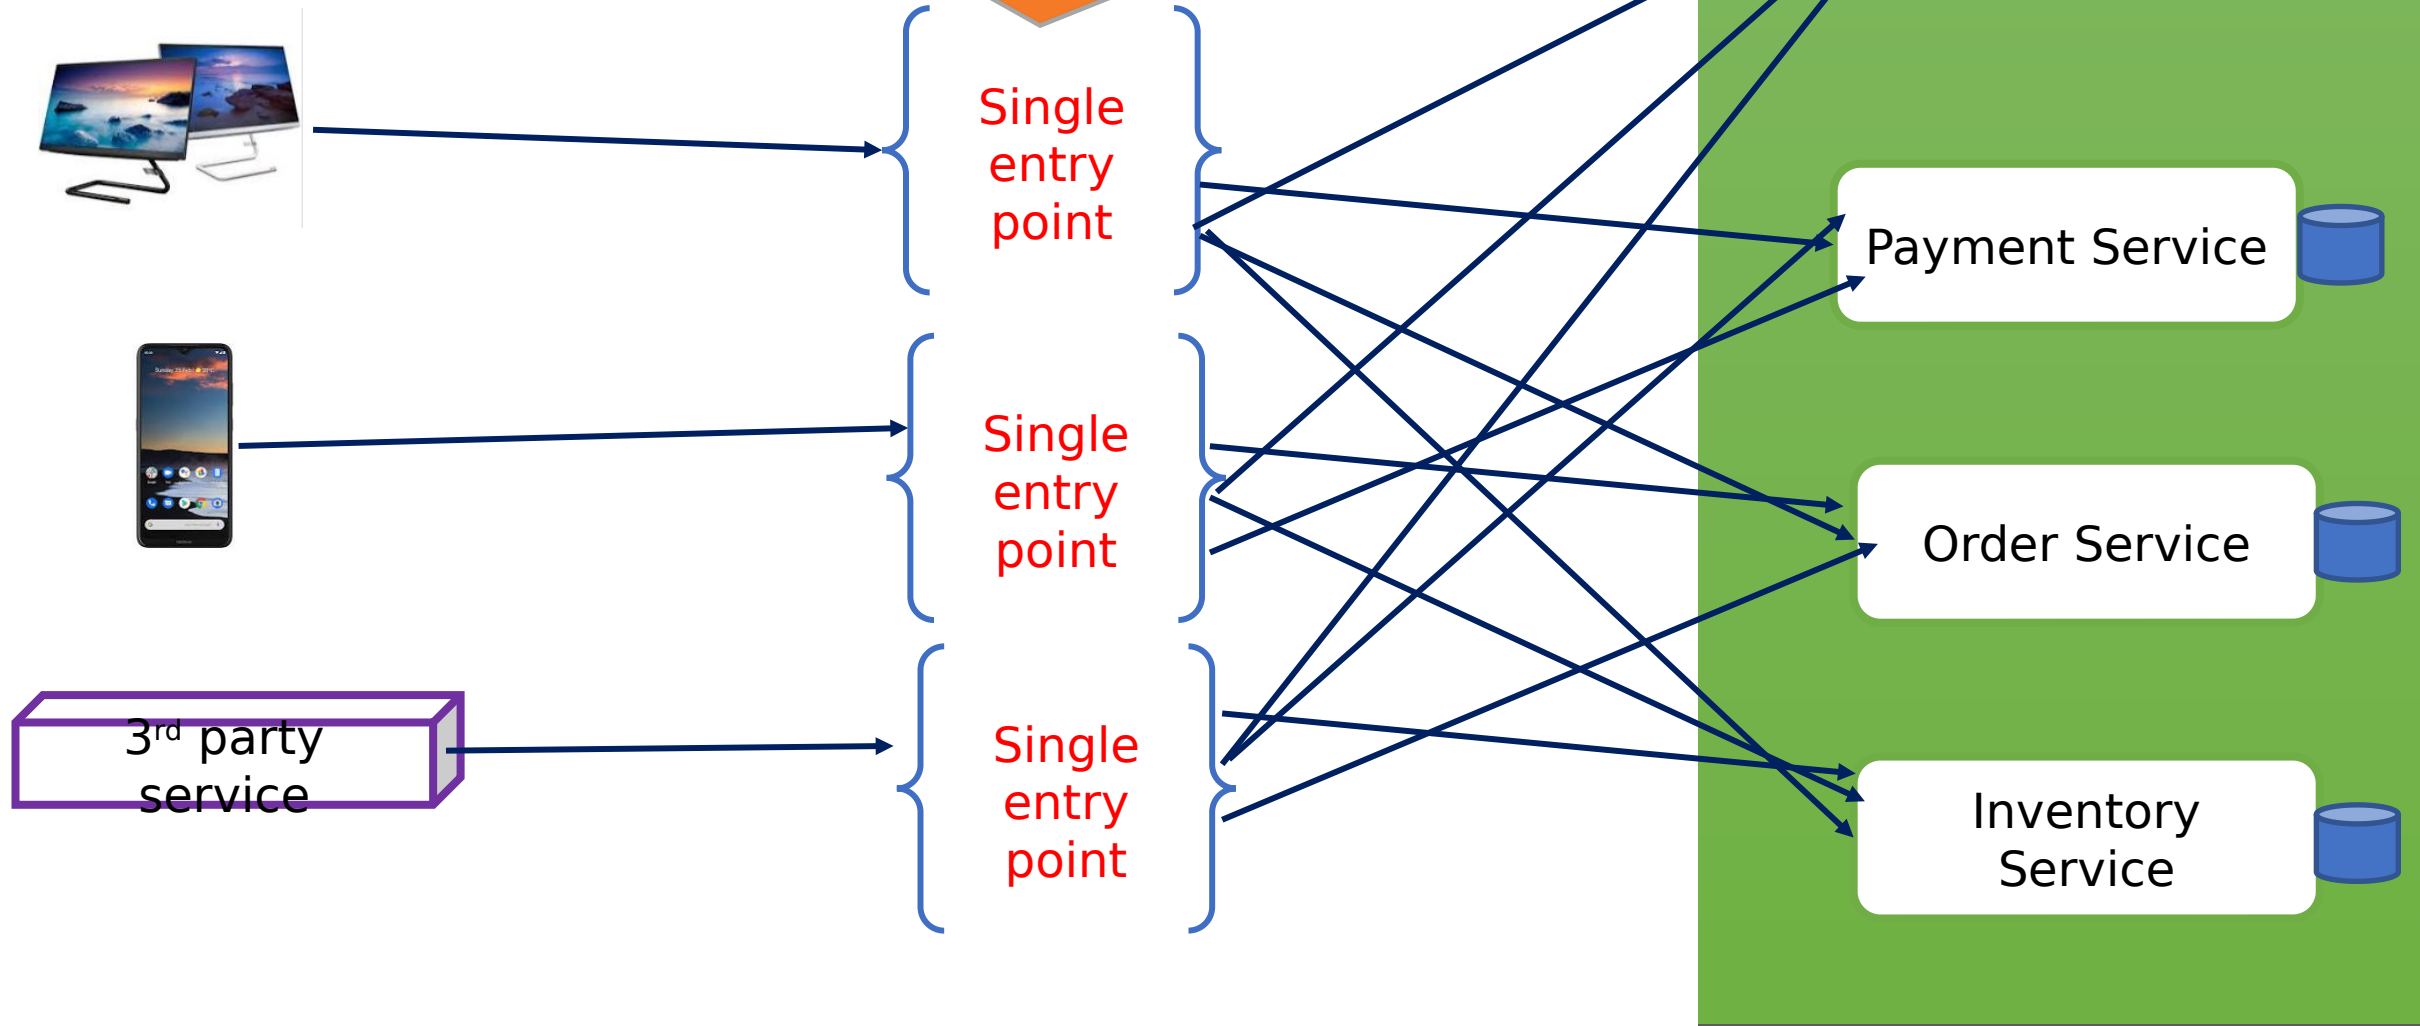 Single
entry
point
Payment Service
Single
entry
point
Order Service
3rd party
service
Single
entry
point
Inventory
Service